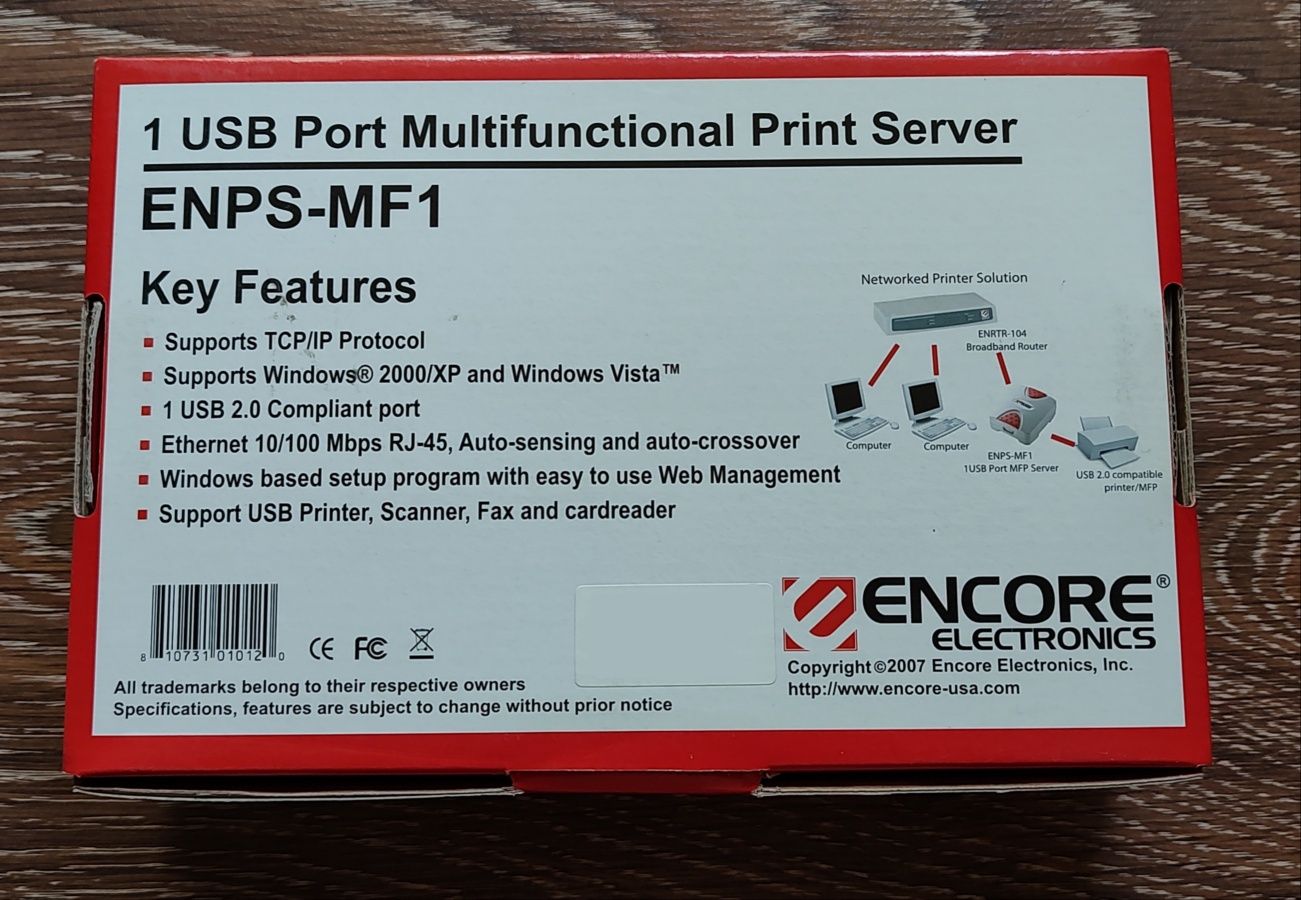 1 USB Port Multifunctional Print Server
ENPS-MF1
Key Features
Supports TCP/IP Protocol
Supports Windows® 2000/XP and Windows Vista™
1 USB 2.0 Compliant port
Ethernet 10/100 Mbps RJ-45, Auto-sensing and auto-crossover
Windows based setup program with easy to use Web Management
Support USB Printer, Scanner, Fax and cardreader
Networked Printer Solution
ENRTR-104
Broadband Router
Computer
Computer
ENPS-MF1
1USB Port MFP Server
USB 2.0 compatible
printer/MFP
8 10731 01012 0
CE FC
ENCORE®
ELECTRONICS
Copyright©2007 Encore Electronics, Inc.
http://www.encore-usa.com
All trademarks belong to their respective owners
Specifications, features are subject to change without prior notice